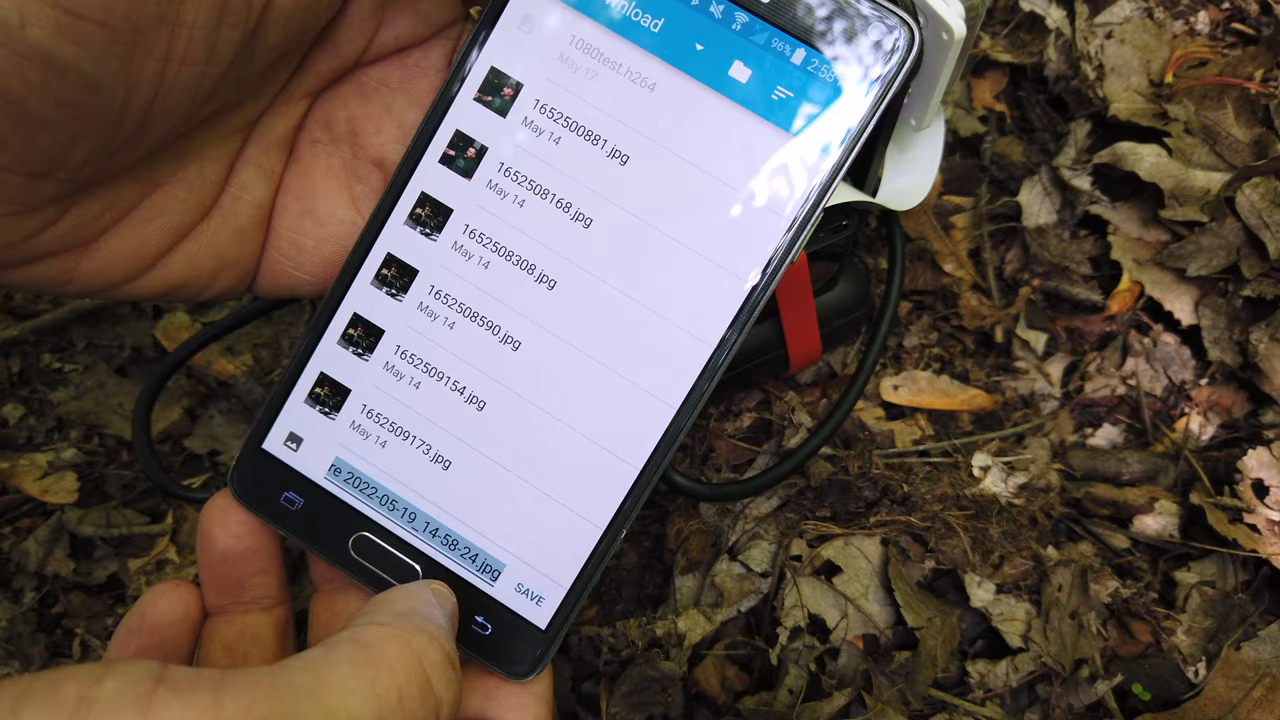 wnload
96% 2:58
1080test.h264
May 17
1652500881.jpg
May 14
1652508168.jpg
May 14
1652508308.jpg
May 14
1652508590.jpg
May 14
1652509154.jpg
May 14
1652509173.jpg
May 14
re 2022-05-19_14-58-24.jpg
SAVE